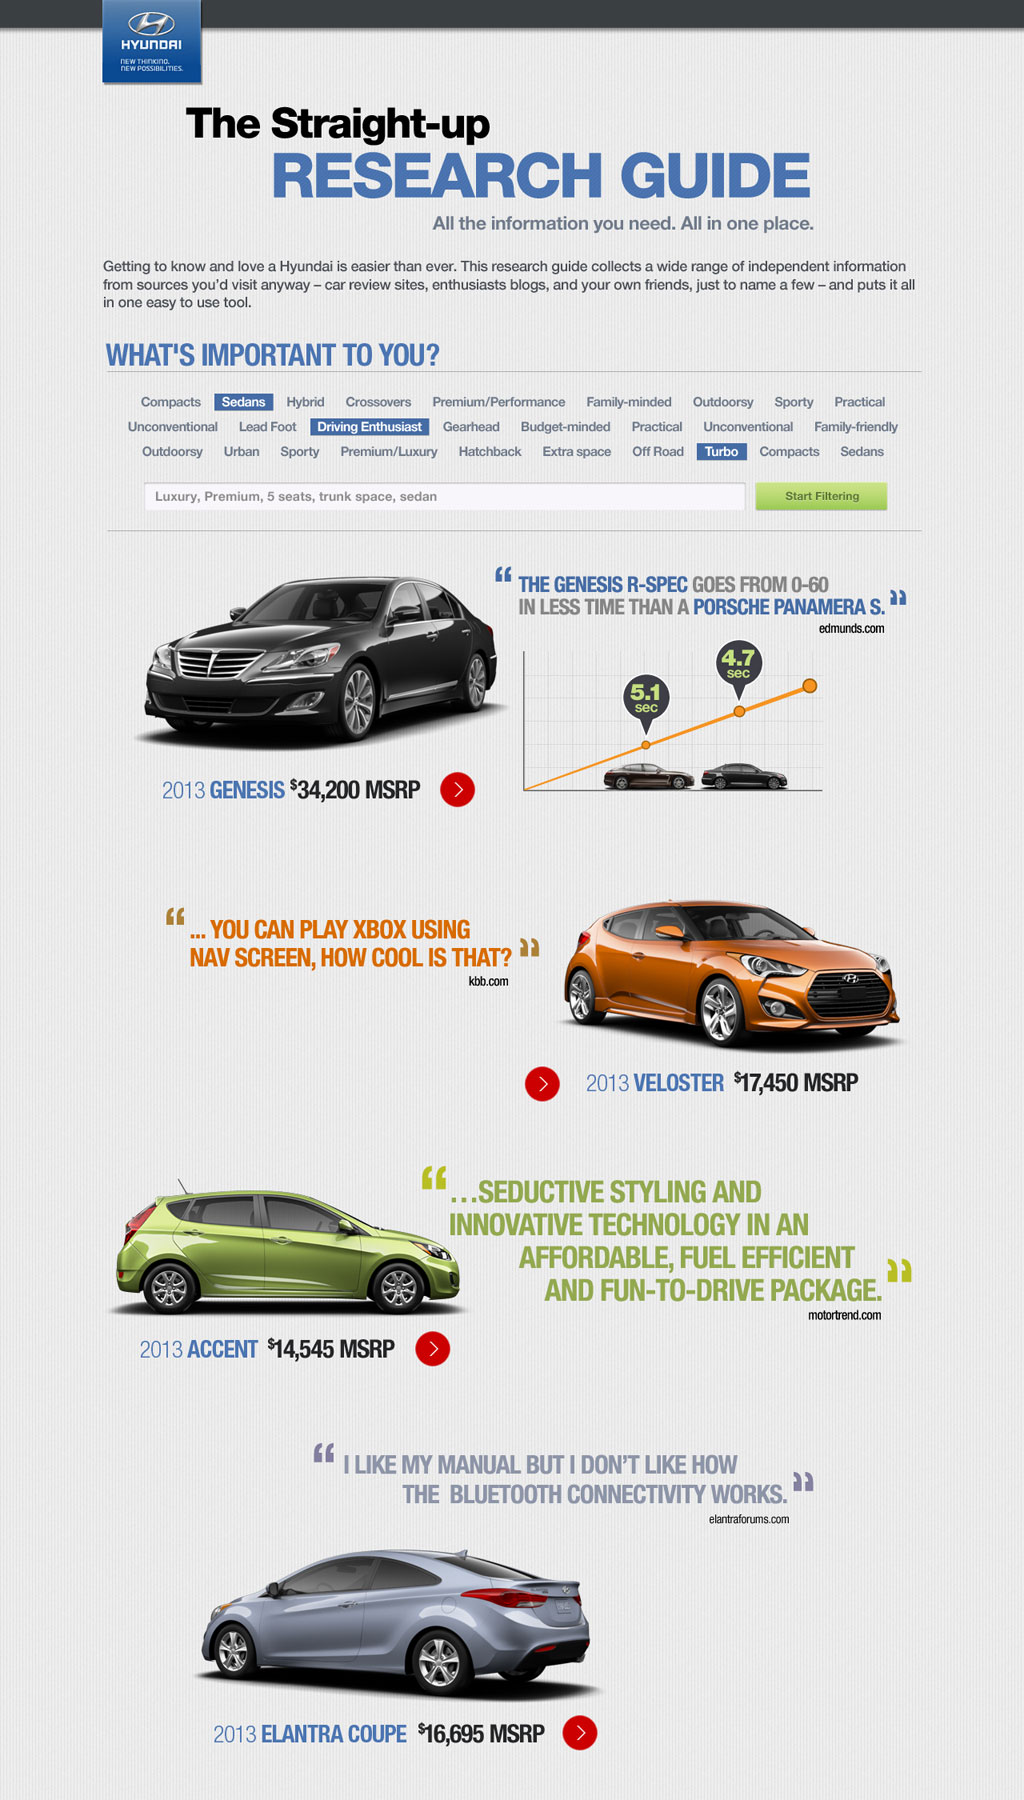 HYUNDAI
NEW THINKING.
NEW POSSIBILITIES.
The Straight-up
RESEARCH GUIDE
All the information you need. All in one place.
Getting to know and love a Hyundai is easier than ever. This research guide collects a wide range of independent information
from sources you'd visit anyway – car review sites, enthusiasts blogs, and your own friends, just to name a few – and puts it all
in one easy to use tool.
WHAT'S IMPORTANT TO YOU?
Compacts Sedans Hybrid Crossovers Premium/Performance Family-minded Outdoorsy Sporty Practical
Unconventional Lead Foot Driving Enthusiast Gearhead Budget-minded Practical Unconventional Family-friendly
Outdoorsy Urban Sporty Premium/Luxury Hatchback Extra space Off Road Turbo Compacts Sedans
Luxury, Premium, 5 seats, trunk space, sedan Start Filtering
“ THE GENESIS R-SPEC GOES FROM 0-60
IN LESS TIME THAN A PORSCHE PANAMERA S. ”
edmunds.com
4.7
sec
5.1
sec
2013 GENESIS $34,200 MSRP
“ ... YOU CAN PLAY XBOX USING
NAV SCREEN, HOW COOL IS THAT? ”
kbb.com
2013 VELOSTER $17,450 MSRP
“ …SEDUCTIVE STYLING AND
INNOVATIVE TECHNOLOGY IN AN
AFFORDABLE, FUEL EFFICIENT
AND FUN-TO-DRIVE PACKAGE. ”
motortrend.com
2013 ACCENT $14,545 MSRP
“ I LIKE MY MANUAL BUT I DON'T LIKE HOW
THE BLUETOOTH CONNECTIVITY WORKS. ”
elantraforums.com
2013 ELANTRA COUPE $16,695 MSRP